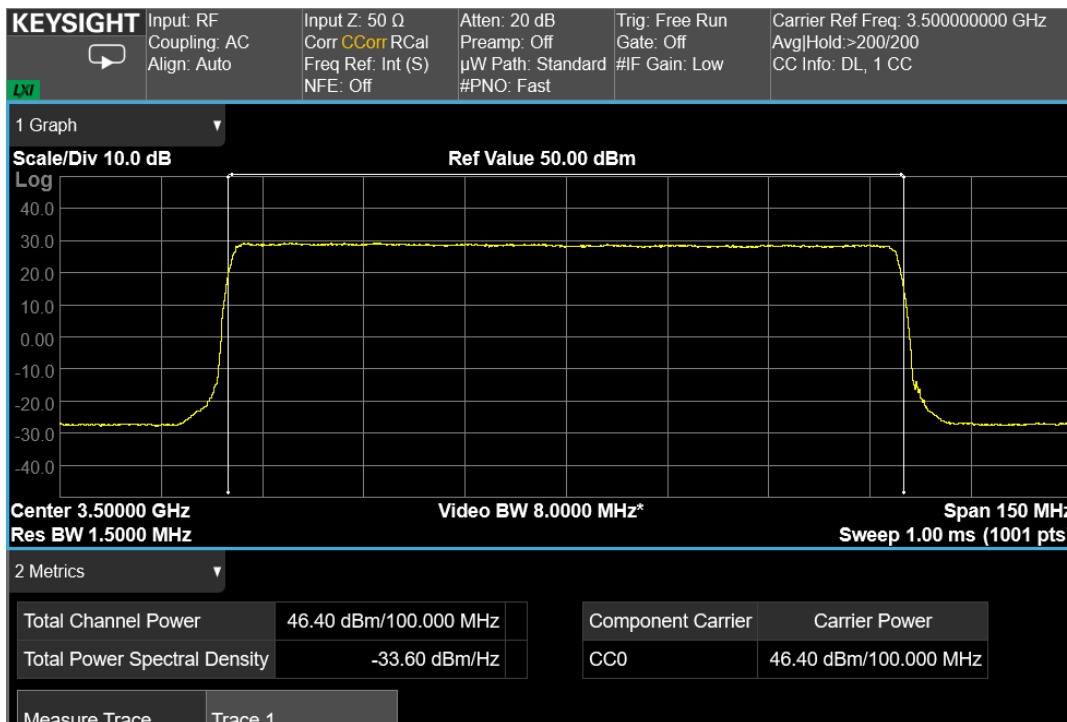 KEYSIGHT
Input: RF
Coupling: AC
Align: Auto
Input Z: 50 Ω
Corr CCorr RCal
Freq Ref: Int (S)
NFE: Off
Atten: 20 dB
Preamp: Off
µW Path: Standard
#PNO: Fast
Trig: Free Run
Gate: Off
#IF Gain: Low
Carrier Ref Freq: 3.500000000 GHz
Avg|Hold:>200/200
CC Info: DL, 1 CC
LXI
1 Graph
Scale/Div 10.0 dB
Ref Value 50.00 dBm
Log
40.0
30.0
20.0
10.0
0.00
-10.0
-20.0
-30.0
-40.0
Center 3.50000 GHz
Video BW 8.0000 MHz*
Span 150 MHz
Res BW 1.5000 MHz
Sweep 1.00 ms (1001 pts
2 Metrics
Total Channel Power 46.40 dBm/100.000 MHz
Total Power Spectral Density -33.60 dBm/Hz
Component Carrier Carrier Power
CC0 46.40 dBm/100.000 MHz
Measure Trace Trace 1